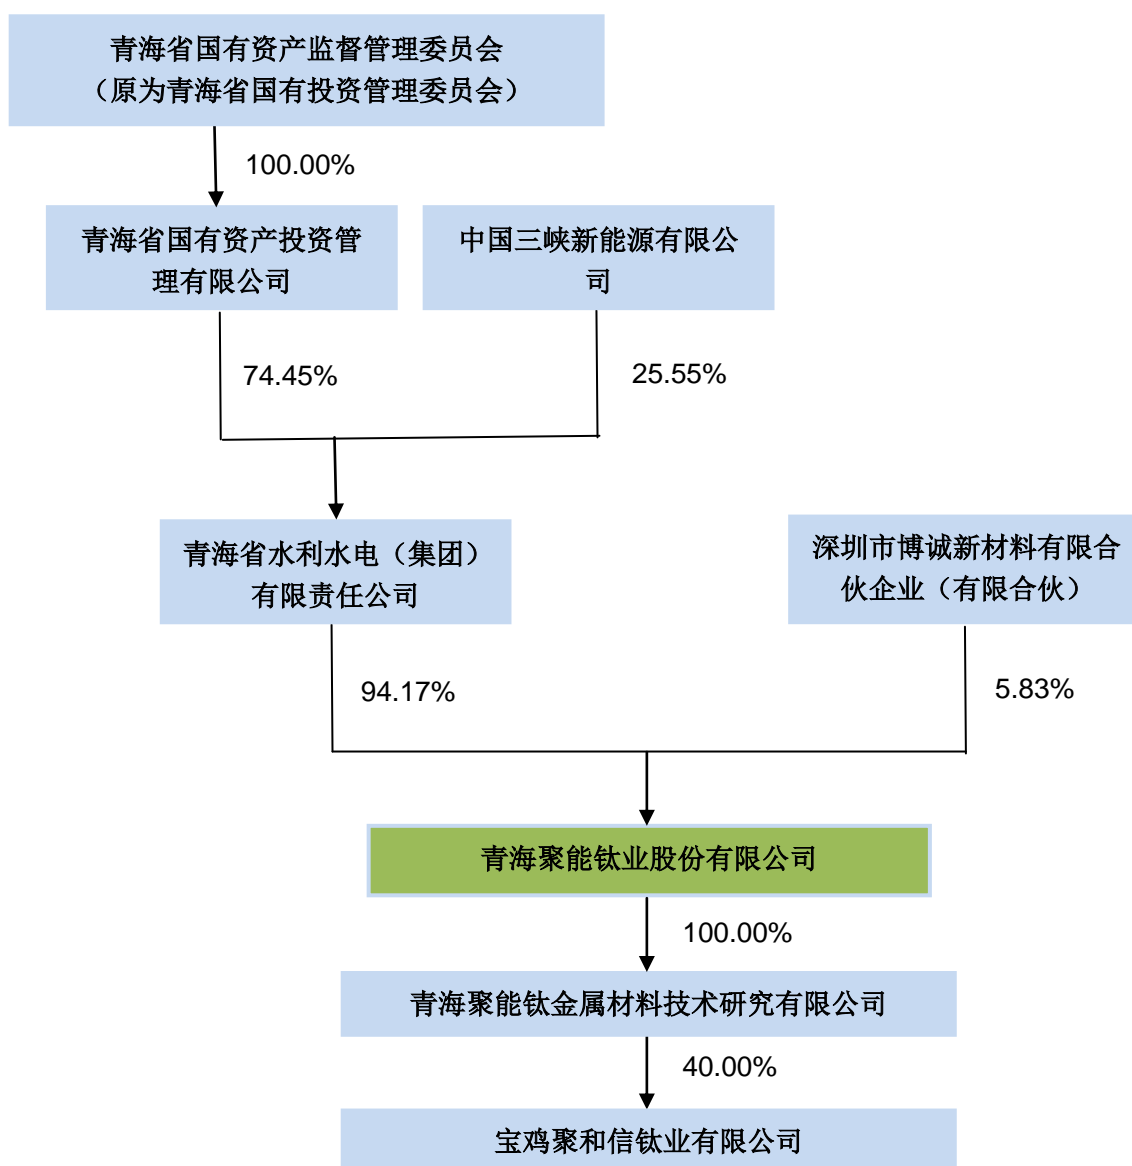 青海省国有资产监督管理委员会
（原为青海省国有投资管理委员会）
100.00%
青海省国有资产投资管
理有限公司
中国三峡新能源有限公
司
74.45%
25.55%
青海省水利水电（集团）
有限责任公司
深圳市博诚新材料有限合
伙企业（有限合伙）
94.17%
5.83%
青海聚能钛业股份有限公司
100.00%
青海聚能钛金属材料技术研究有限公司
40.00%
宝鸡聚和信钛业有限公司